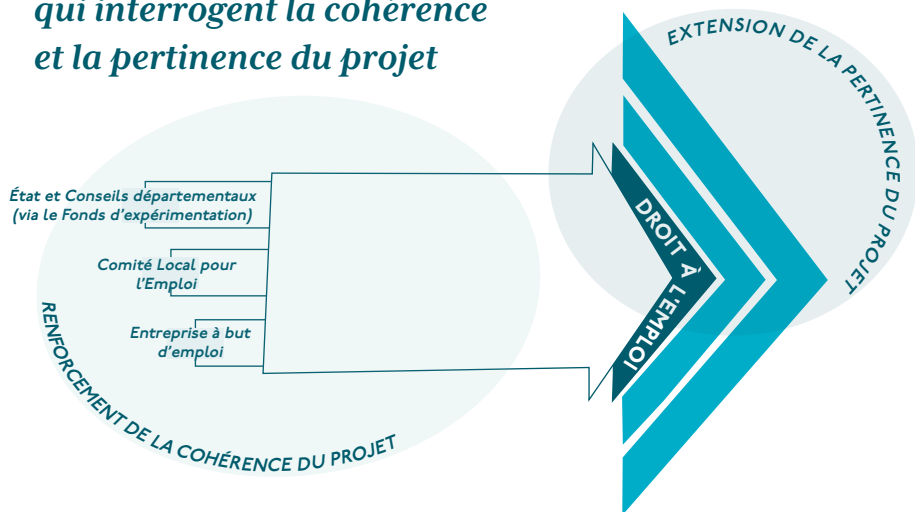 qui interrogent la cohérence
et la pertinence du projet
EXTENSION DE LA PERTINENCE DU PROJET
État et Conseils départementaux
(via le Fonds d'expérimentation)
Comité Local pour
l'Emploi
Entreprise à but
d'emploi
DROIT À L'EMPLOI
RENFORCEMENT DE LA COHÉRENCE DU PROJET